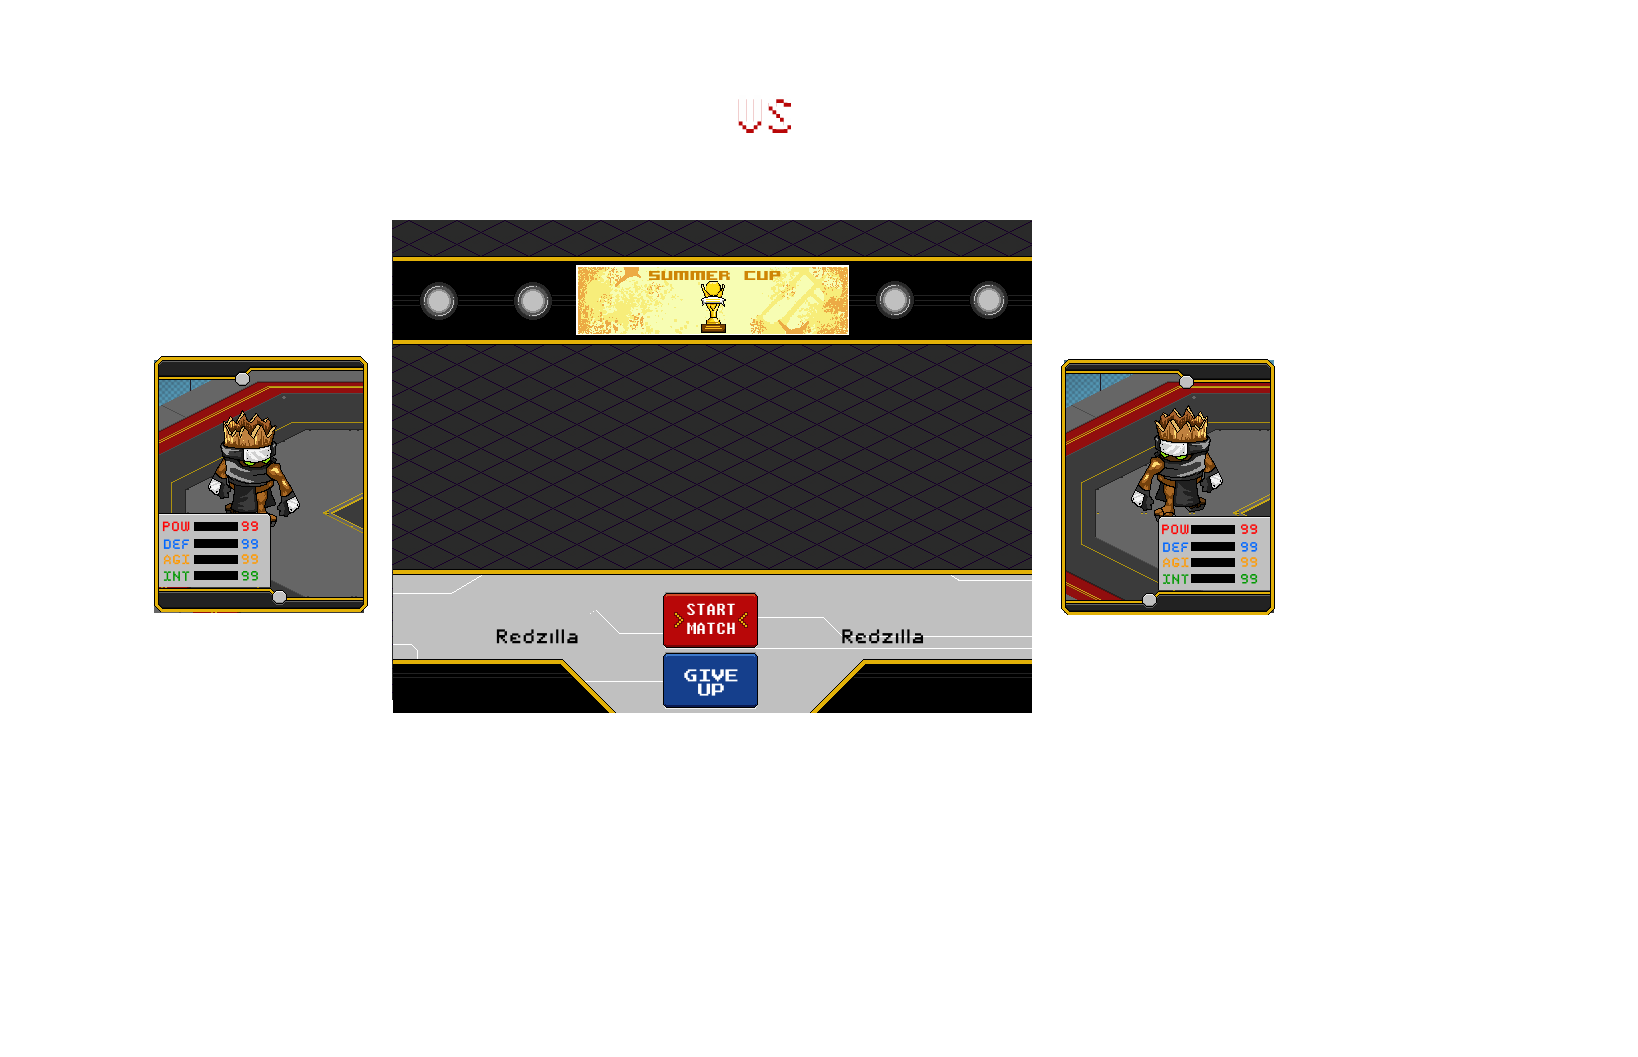 VS
SUMMER CUP
POW 99
DEF 99
AGI 99
INT 99
POW 99
DEF 99
AGI 99
INT 99
> START <
MATCH
Redzilla
Redzilla
GIVE
UP